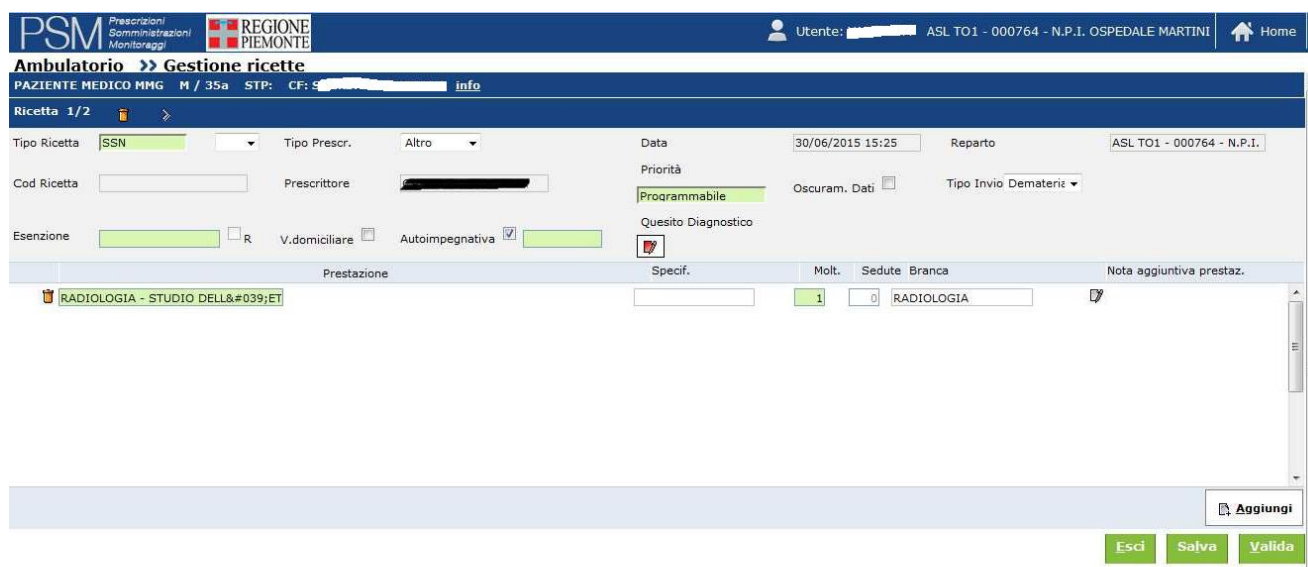 PSM Prescrizioni Somministrazioni Monitoraggi REGIONE PIEMONTE Utente: ASL TO1 - 000764 - N.P.I. OSPEDALE MARTINI Home
Ambulatorio >> Gestione ricette
PAZIENTE MEDICO MMG M / 35a STP: CF: S info
Ricetta 1/2
Tipo Ricetta SSN Tipo Prescr. Altro Data 30/06/2015 15:25 Reparto ASL TO1 - 000764 - N.P.I.
Cod Ricetta Prescrittore Priorità Programmabile Oscuram. Dati Tipo Invio Demateria
Esenzione R V.domiciliare Autoimpegnativa Quesito Diagnostico
Prestazione Specif. Molt. Sedute Branca Nota aggiuntiva prestaz.
RADIOLOGIA - STUDIO DELL&#039;ET 1 0 RADIOLOGIA
Aggiungi
Esci Salva Valida